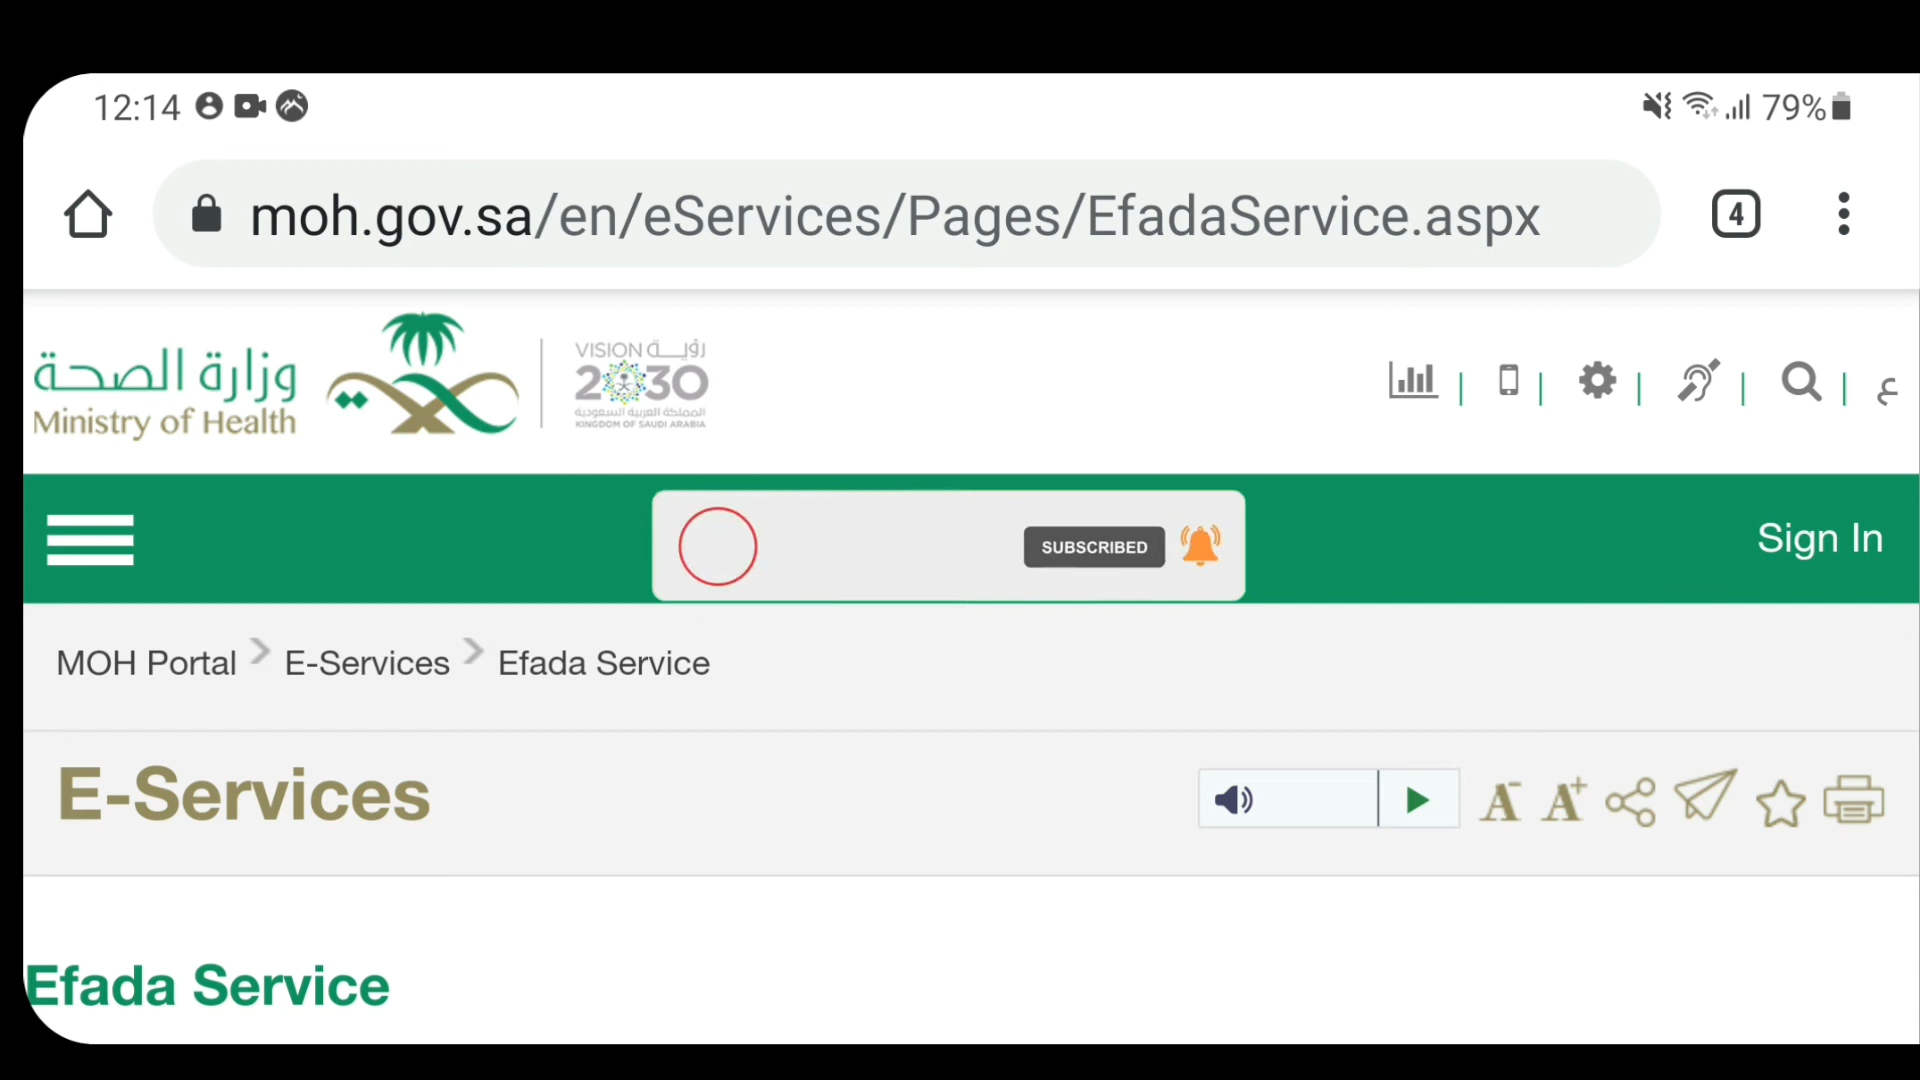 12:14 79%
moh.gov.sa/en/eServices/Pages/EfadaService.aspx 4
وزارة الصحة
Ministry of Health
VISION رؤية
2030
المملكة العربية السعودية
KINGDOM OF SAUDI ARABIA
ع
SUBSCRIBED
Sign In
MOH Portal E-Services Efada Service
E-Services
A- A+
Efada Service